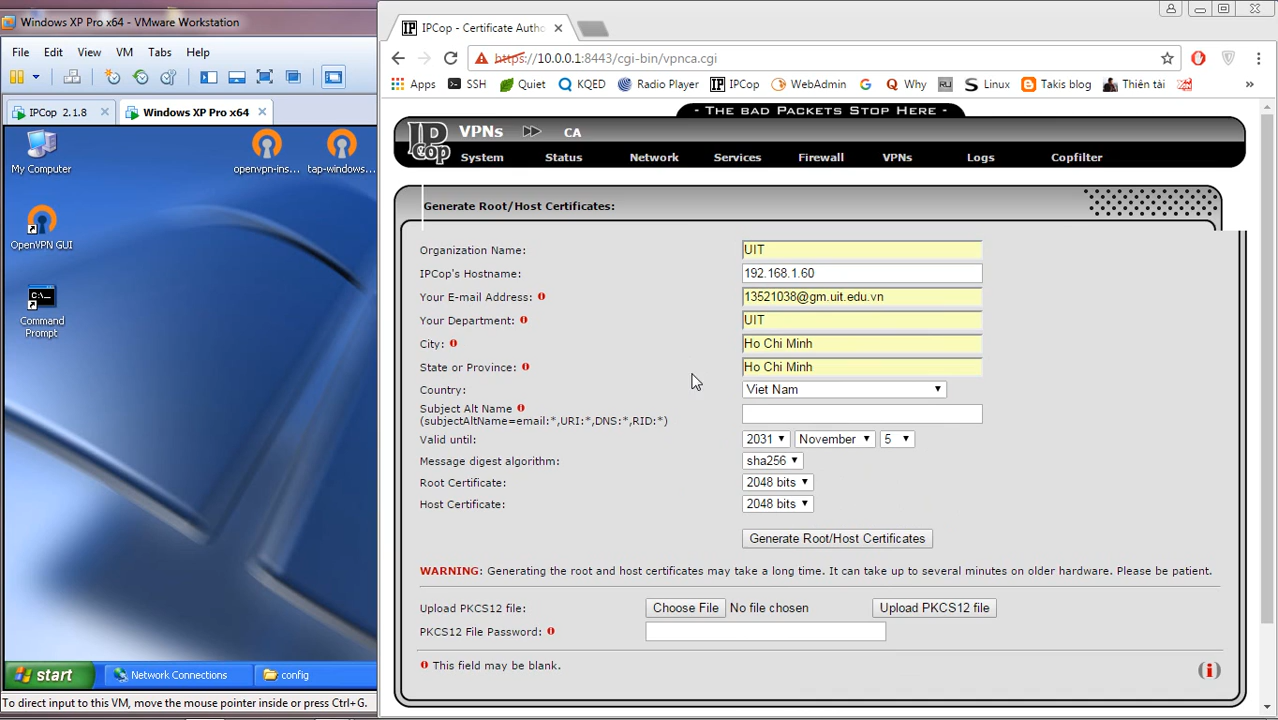 Windows XP Pro x64 - VMware Workstation
File Edit View VM Tabs Help
IPCop 2.1.8
Windows XP Pro x64
My Computer
openvpn-ins...
tap-windows...
OpenVPN GUI
C:\_
Command
Prompt
start
Network Connections
config
To direct input to this VM, move the mouse pointer inside or press Ctrl+G.
IP
IPCop - Certificate Autho
https://10.0.0.1:8443/cgi-bin/vpnca.cgi
Apps SSH Quiet KQED Radio Player IP IPCop WebAdmin G Why RU Linux Takis blog Thiên tài »
- The bad Packets Stop Here -
IP Cop
VPNs CA
System Status Network Services Firewall VPNs Logs Copfilter
Generate Root/Host Certificates:
Organization Name: UIT
IPCop's Hostname: 192.168.1.60
Your E-mail Address: 13521038@gm.uit.edu.vn
Your Department: UIT
City: Ho Chi Minh
State or Province: Ho Chi Minh
Country: Viet Nam
Subject Alt Name
(subjectAltName=email:*,URI:*,DNS:*,RID:*)
Valid until: 2031 November 5
Message digest algorithm: sha256
Root Certificate: 2048 bits
Host Certificate: 2048 bits
Generate Root/Host Certificates
WARNING: Generating the root and host certificates may take a long time. It can take up to several minutes on older hardware. Please be patient.
Upload PKCS12 file: Choose File No file chosen Upload PKCS12 file
PKCS12 File Password:
This field may be blank.